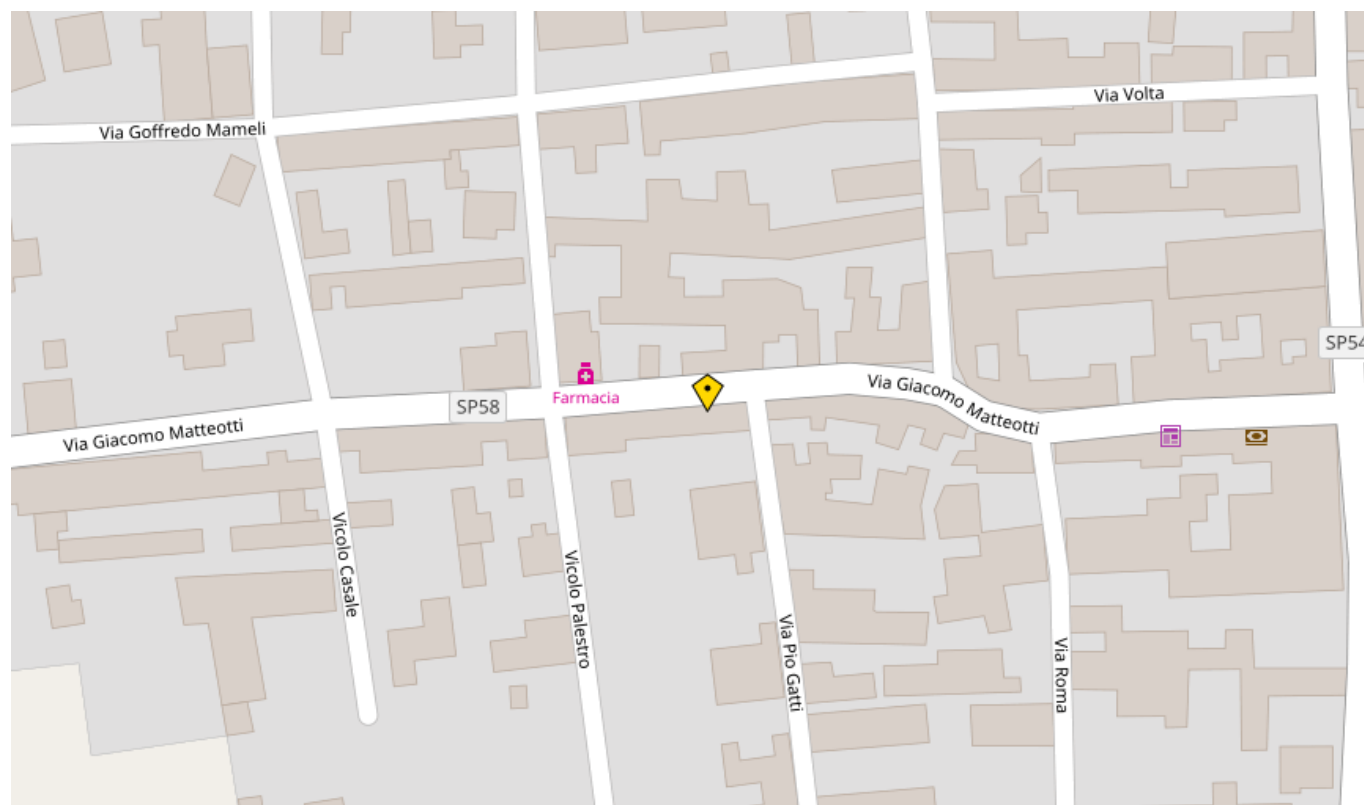 Via Volta
Via Goffredo Mameli
SP54
Via Giacomo Matteotti
Farmacia
SP58
Via Giacomo Matteotti
Vicolo Casale
Vicolo Palestro
Via Pio Gatti
Via Roma